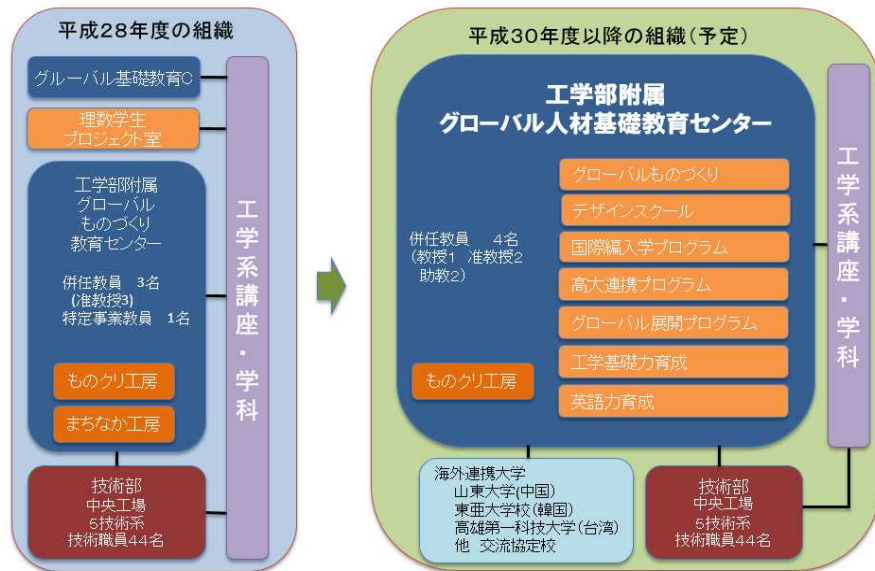 平成28年度の組織
グルーバル基礎教育C
理数学生
プロジェクト室
工学部附属
グローバル
ものづくり
教育センター
併任教員 3名
(准教授3)
特定事業教員 1名
ものクリ工房
まちなか工房
技術部
中央工場
5技術系
技術職員44名
工学系講座・学科
平成30年度以降の組織(予定)
工学部附属
グローバル人材基礎教育センター
併任教員 4名
(教授1 准教授2
助教2)
ものクリ工房
グローバルものづくり
デザインスクール
国際編入学プログラム
高大連携プログラム
グローバル展開プログラム
工学基礎力育成
英語力育成
工学系講座・学科
海外連携大学
山東大学(中国)
東亜大学校(韓国)
高雄第一科技大学(台湾)
他 交流協定校
技術部
中央工場
5技術系
技術職員44名